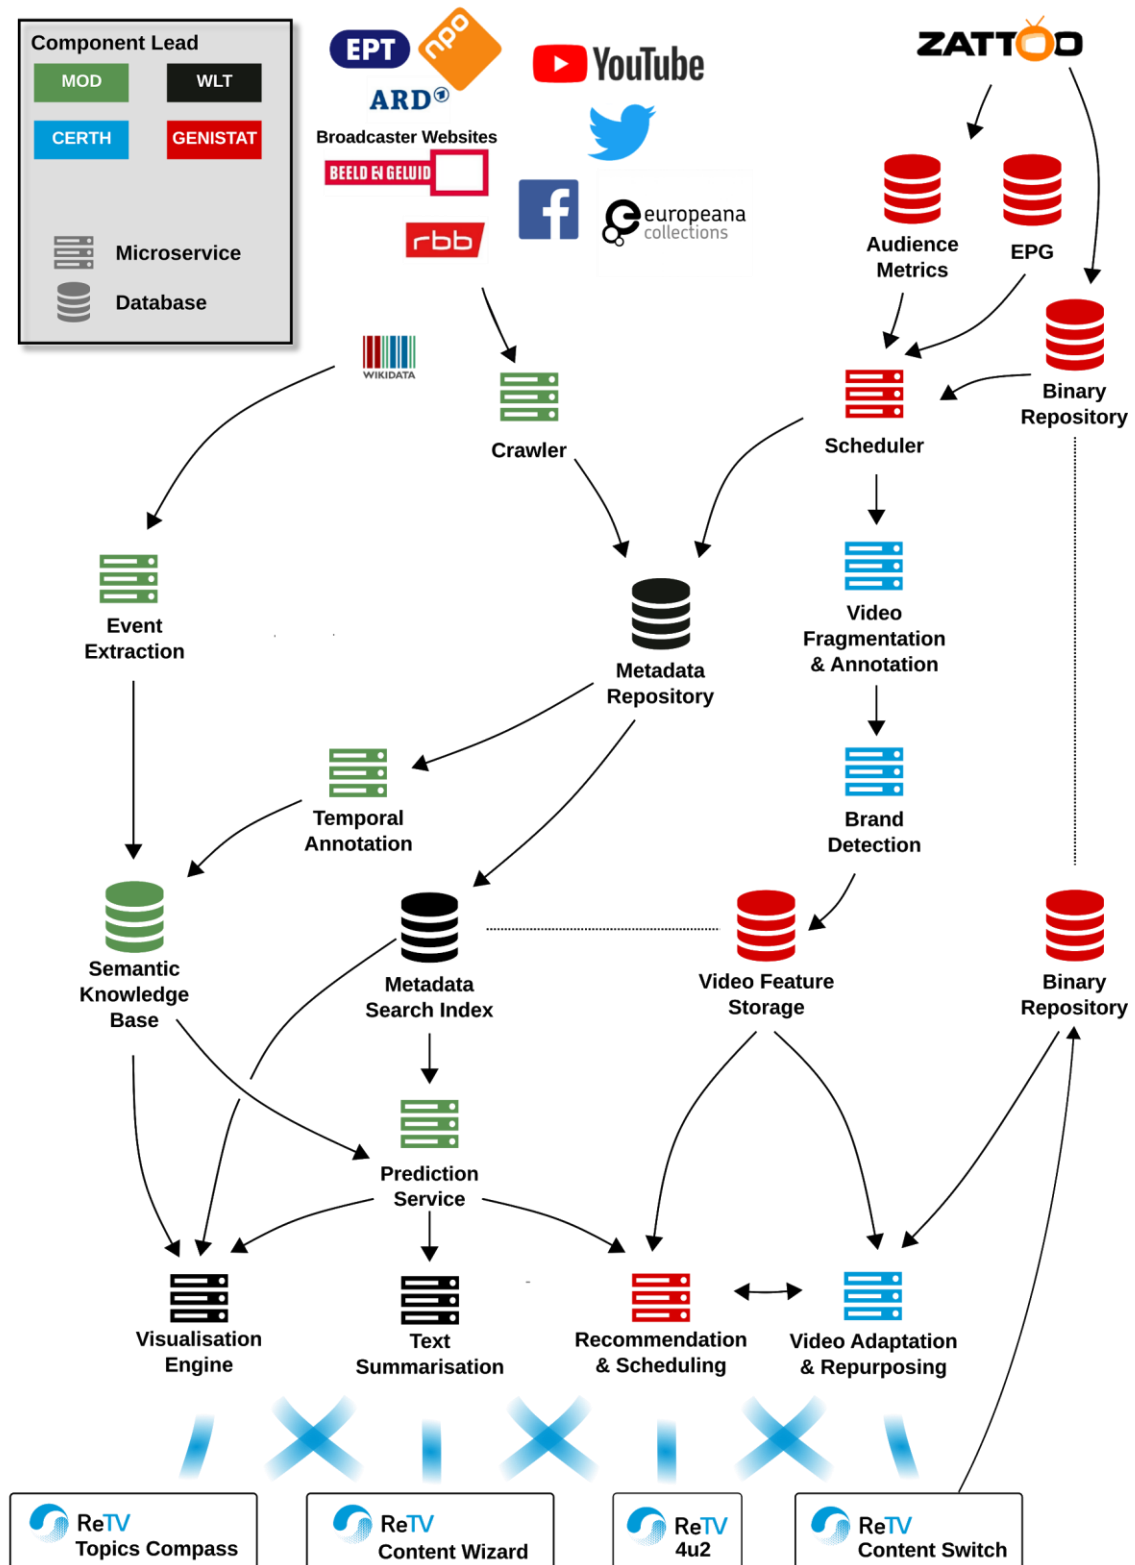 Component Lead
MOD
WLT
CERTH
GENISTAT
Microservice
Database
EPT
npo
ARD
Broadcaster Websites
BEELD EN GELUID
rbb
YouTube
europeana
collections
ZATTOO
Audience
Metrics
EPG
Binary
Repository
WIKIDATA
Crawler
Scheduler
Event
Extraction
Metadata
Repository
Video
Fragmentation
& Annotation
Temporal
Annotation
Brand
Detection
Semantic
Knowledge
Base
Metadata
Search Index
Video Feature
Storage
Binary
Repository
Prediction
Service
Visualisation
Engine
Text
Summarisation
Recommendation
& Scheduling
Video Adaptation
& Repurposing
ReTV
Topics Compass
ReTV
Content Wizard
ReTV
4u2
ReTV
Content Switch